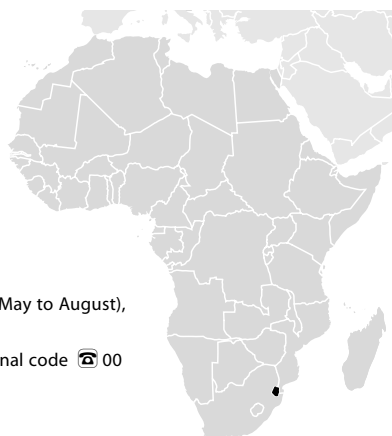 May to August),
nal code ☎ 00